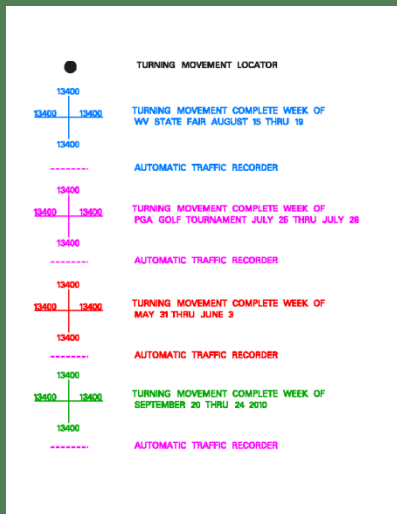 TURNING MOVEMENT LOCATOR
13400
13400 13400
TURNING MOVEMENT COMPLETE WEEK OF
WV STATE FAIR AUGUST 15 THRU 19
13400
AUTOMATIC TRAFFIC RECORDER
13400
13400 13400
TURNING MOVEMENT COMPLETE WEEK OF
PGA GOLF TOURNAMENT JULY 25 THRU JULY 28
13400
AUTOMATIC TRAFFIC RECORDER
13400
13400 13400
TURNING MOVEMENT COMPLETE WEEK OF
MAY 31 THRU JUNE 3
13400
AUTOMATIC TRAFFIC RECORDER
13400
13400 13400
TURNING MOVEMENT COMPLETE WEEK OF
SEPTEMBER 20 THRU 24 2010
13400
AUTOMATIC TRAFFIC RECORDER